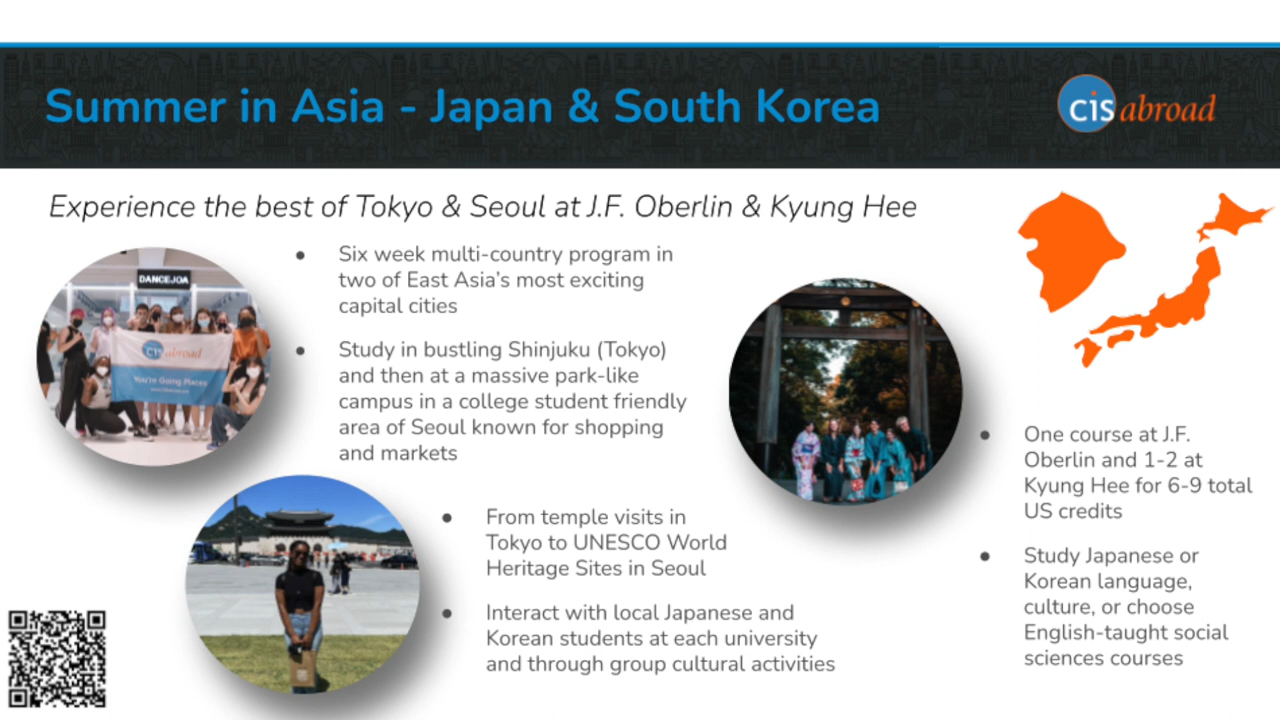 Summer in Asia - Japan & South Korea
cis abroad
Experience the best of Tokyo & Seoul at J.F. Oberlin & Kyung Hee
DANCEJOA
cis abroad
You're Going Places
● Six week multi-country program in
two of East Asia's most exciting
capital cities
● Study in bustling Shinjuku (Tokyo)
and then at a massive park-like
campus in a college student friendly
area of Seoul known for shopping
and markets
● From temple visits in
Tokyo to UNESCO World
Heritage Sites in Seoul
● Interact with local Japanese and
Korean students at each university
and through group cultural activities
● One course at J.F.
Oberlin and 1-2 at
Kyung Hee for 6-9 total
US credits
● Study Japanese or
Korean language,
culture, or choose
English-taught social
sciences courses